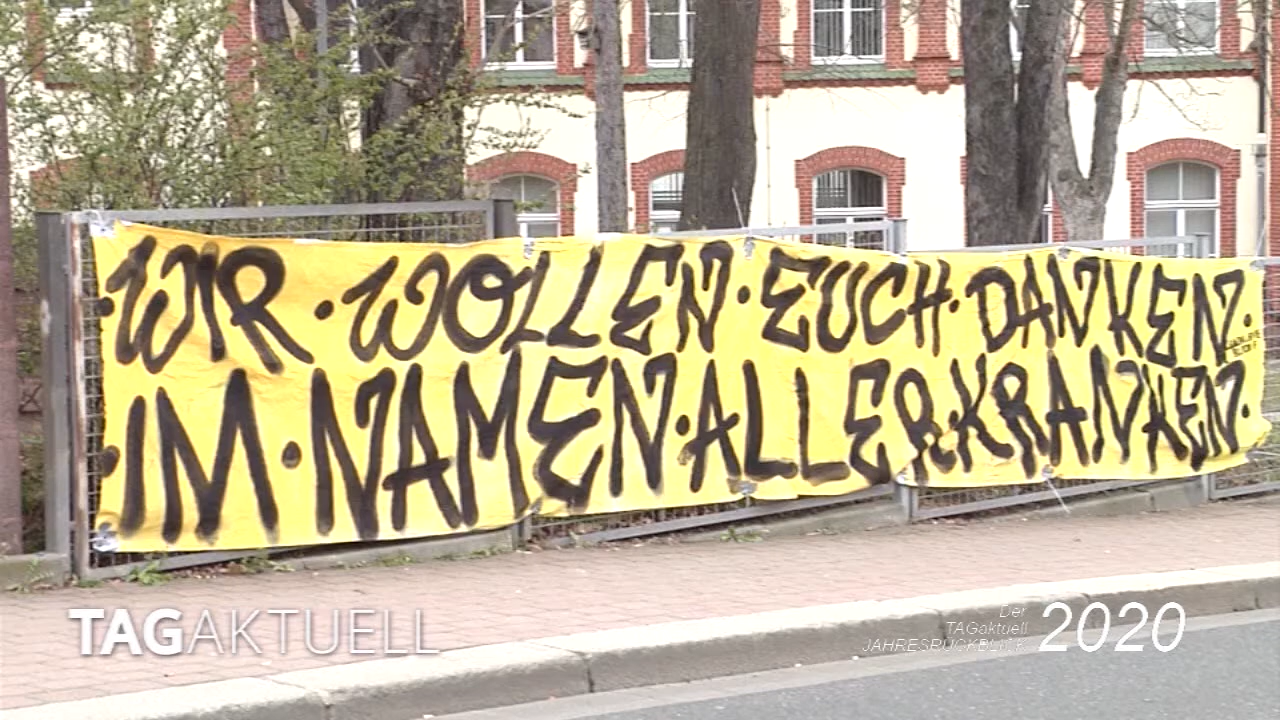 WIR · WOLLEN · EUCH · DANKEN ·
· IM · NAMEN · ALLER KRANKEN ·
TAGAKTUELL
Der
TAGaktuell
JAHRESRÜCKBLICK
2020